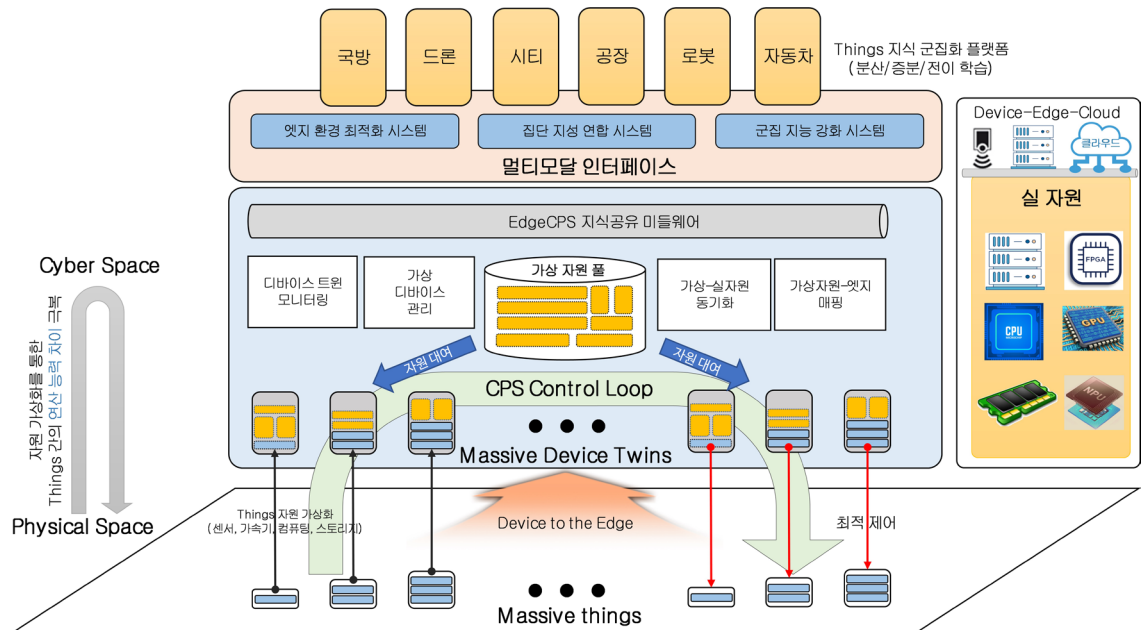 국방
드론
시티
공장
로봇
자동차
Things 지식 군집화 플랫폼
(분산/증분/전이 학습)
엣지 환경 최적화 시스템
집단 지성 연합 시스템
군집 지능 강화 시스템
멀티모달 인터페이스
Device-Edge-Cloud
클라우드
실 자원
FPGA
CPU
GPU
NPU
EdgeCPS 지식공유 미들웨어
디바이스 트윈
모니터링
가상
디바이스
관리
가상 자원 풀
가상-실자원
동기화
가상자원-엣지
매핑
자원 대여
자원 대여
CPS Control Loop
Massive Device Twins
Cyber Space
자원 가상화를 통한
Things 간의 연산 능력 차이 극복
Physical Space
Things 자원 가상화
(센서, 가속기, 컴퓨팅, 스토리지)
Device to the Edge
최적 제어
Massive things